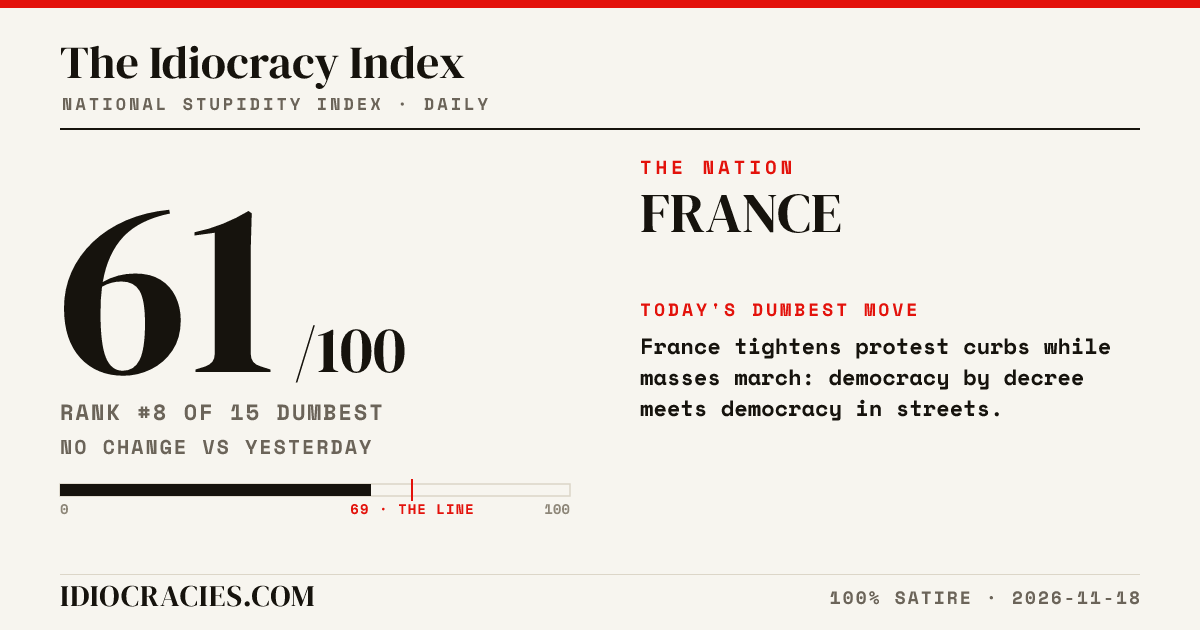 The Idiocracy Index
NATIONAL STUPIDITY INDEX · DAILY
61 /100
RANK #8 OF 15 DUMBEST
NO CHANGE VS YESTERDAY
0
69 · THE LINE
100
THE NATION
FRANCE
TODAY'S DUMBEST MOVE
France tightens protest curbs while
masses march: democracy by decree
meets democracy in streets.
IDIOCRACIES.COM
100% SATIRE · 2026-11-18